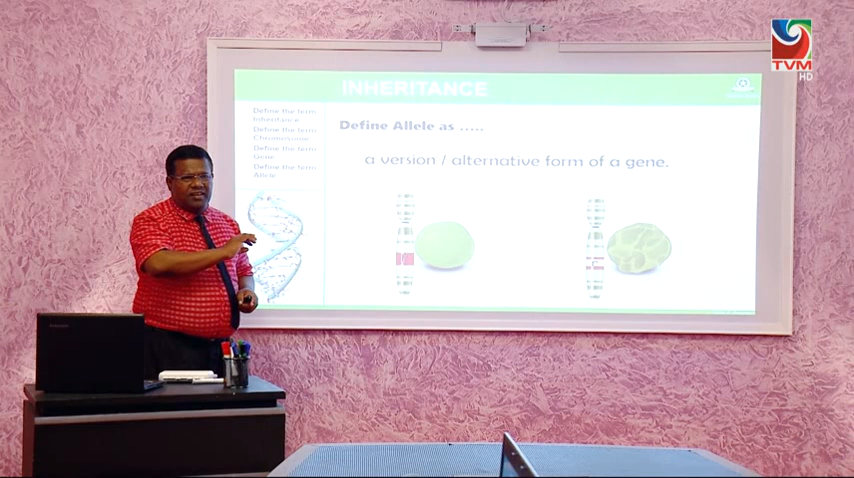 TVM
HD
INHERITANCE
Define the term
Inheritance
Define the term
Chromosome
Define the term
Gene
Define the term
Allele
Define Allele as .....
a version / alternative form of a gene.